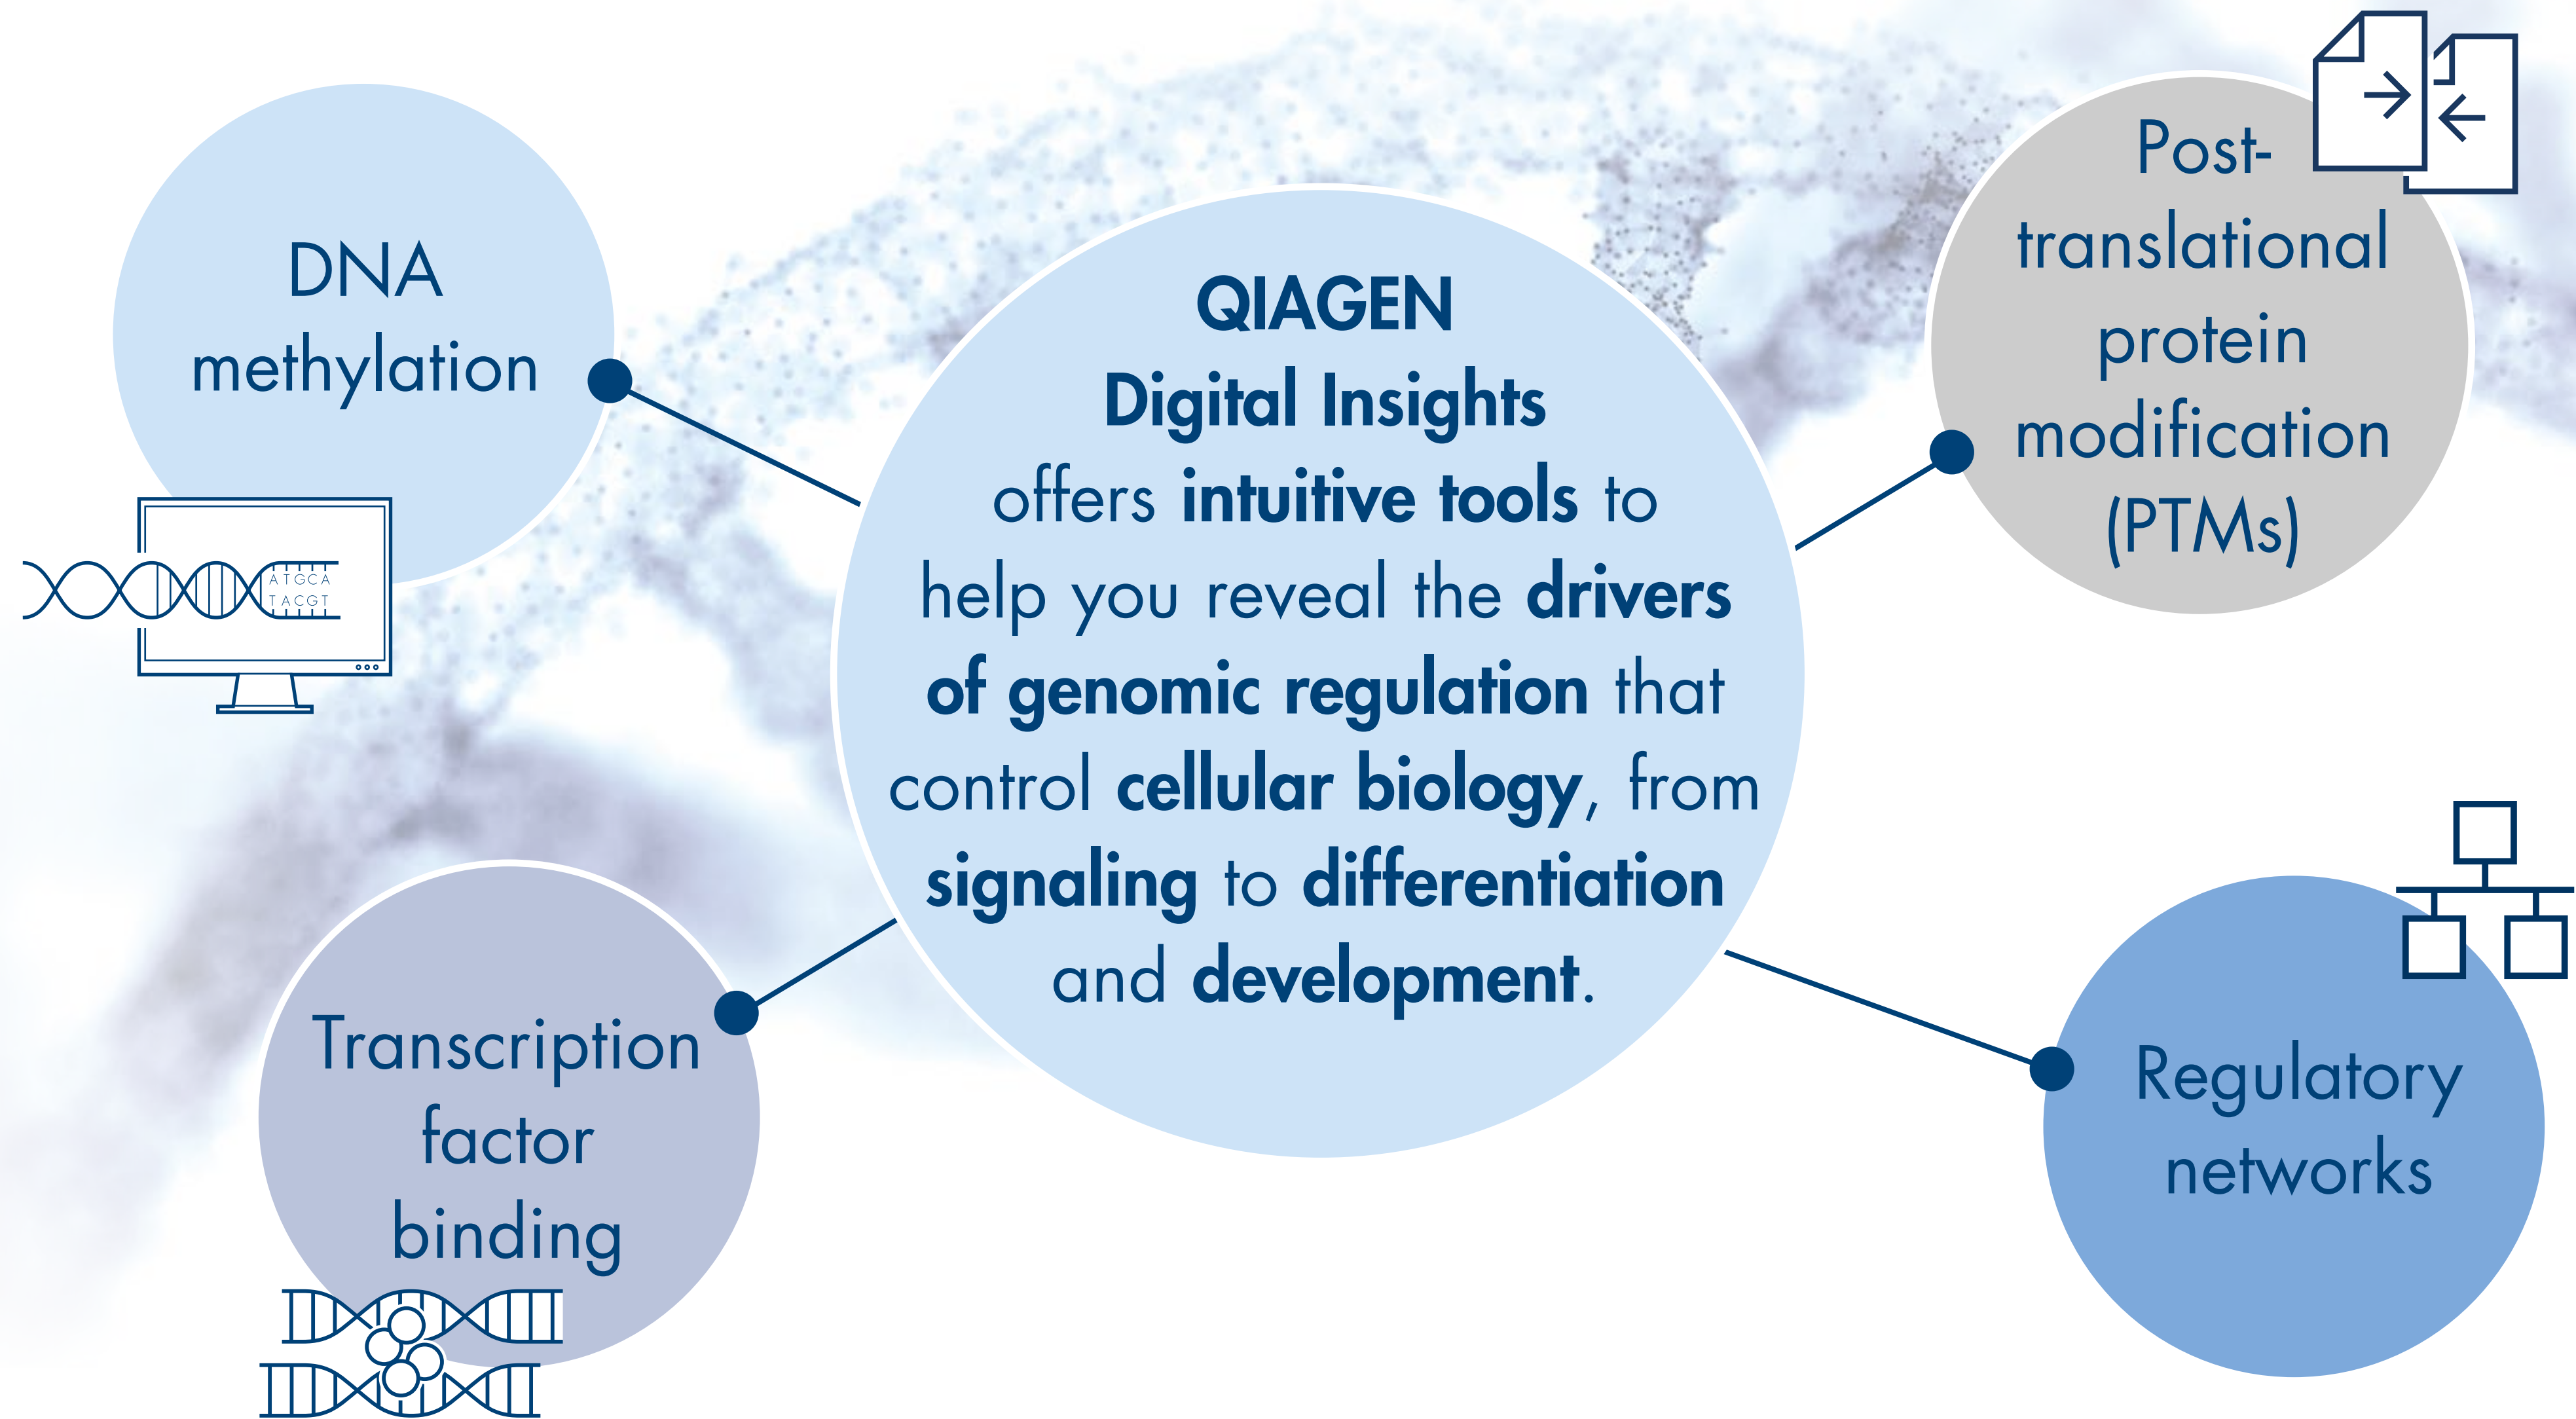 DNA
methylation
ATGCA
TACGT
QIAGEN
Digital Insights
offers intuitive tools to
help you reveal the drivers
of genomic regulation that
control cellular biology, from
signaling to differentiation
and development.
Post-
translational
protein
modification
(PTMs)
Transcription
factor
binding
Regulatory
networks